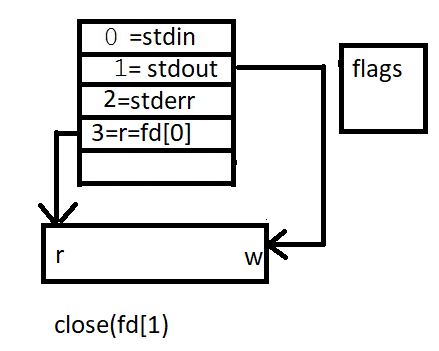 0 =stdin
1= stdout
2=stderr
3=r=fd[0]
flags
r
w
close(fd[1)